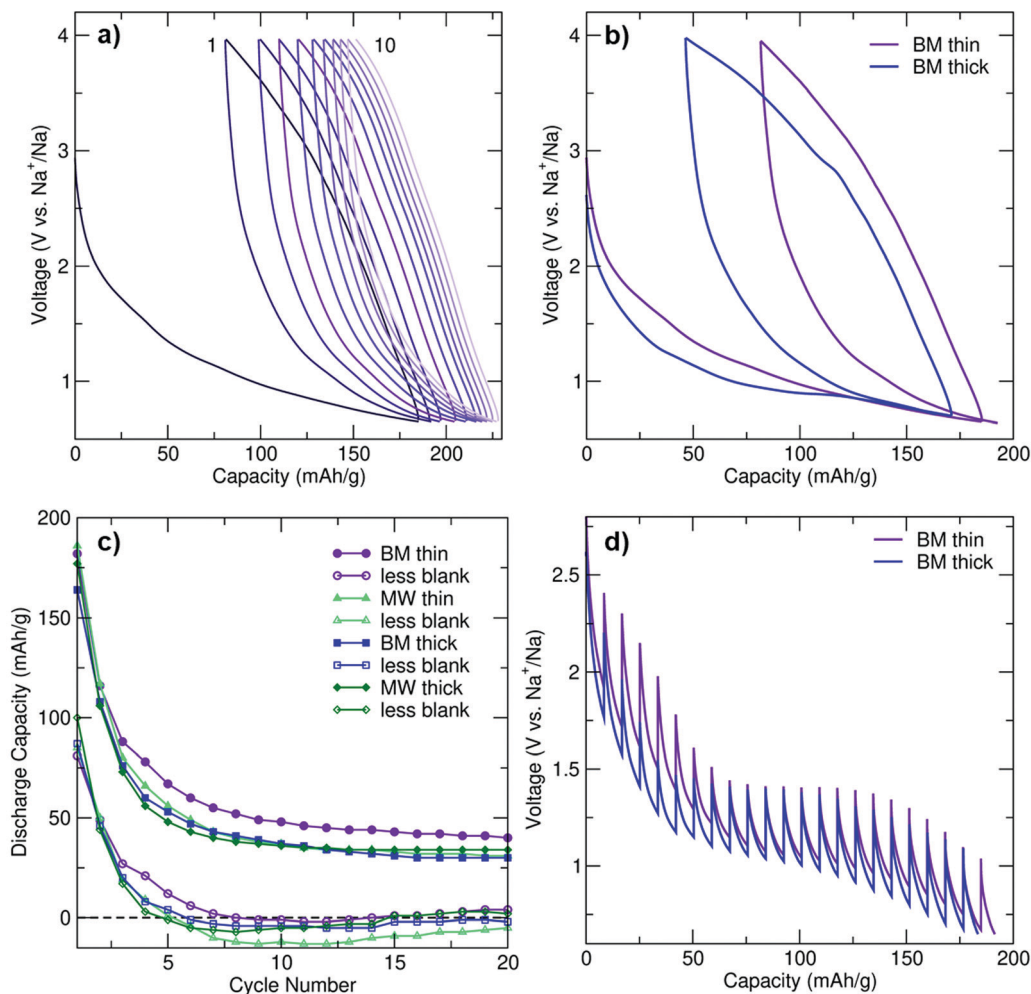 a)
1
10
4
3
2
1
Voltage (V vs. Na⁺/Na)
0
50
100
150
200
Capacity (mAh/g)
b)
BM thin
BM thick
4
3
2
1
Voltage (V vs. Na⁺/Na)
0
50
100
150
200
Capacity (mAh/g)
c)
BM thin
less blank
MW thin
less blank
BM thick
less blank
MW thick
less blank
200
150
100
50
0
Discharge Capacity (mAh/g)
5
10
15
20
Cycle Number
d)
BM thin
BM thick
2.5
2
1.5
1
Voltage (V vs. Na⁺/Na)
0
50
100
150
200
Capacity (mAh/g)